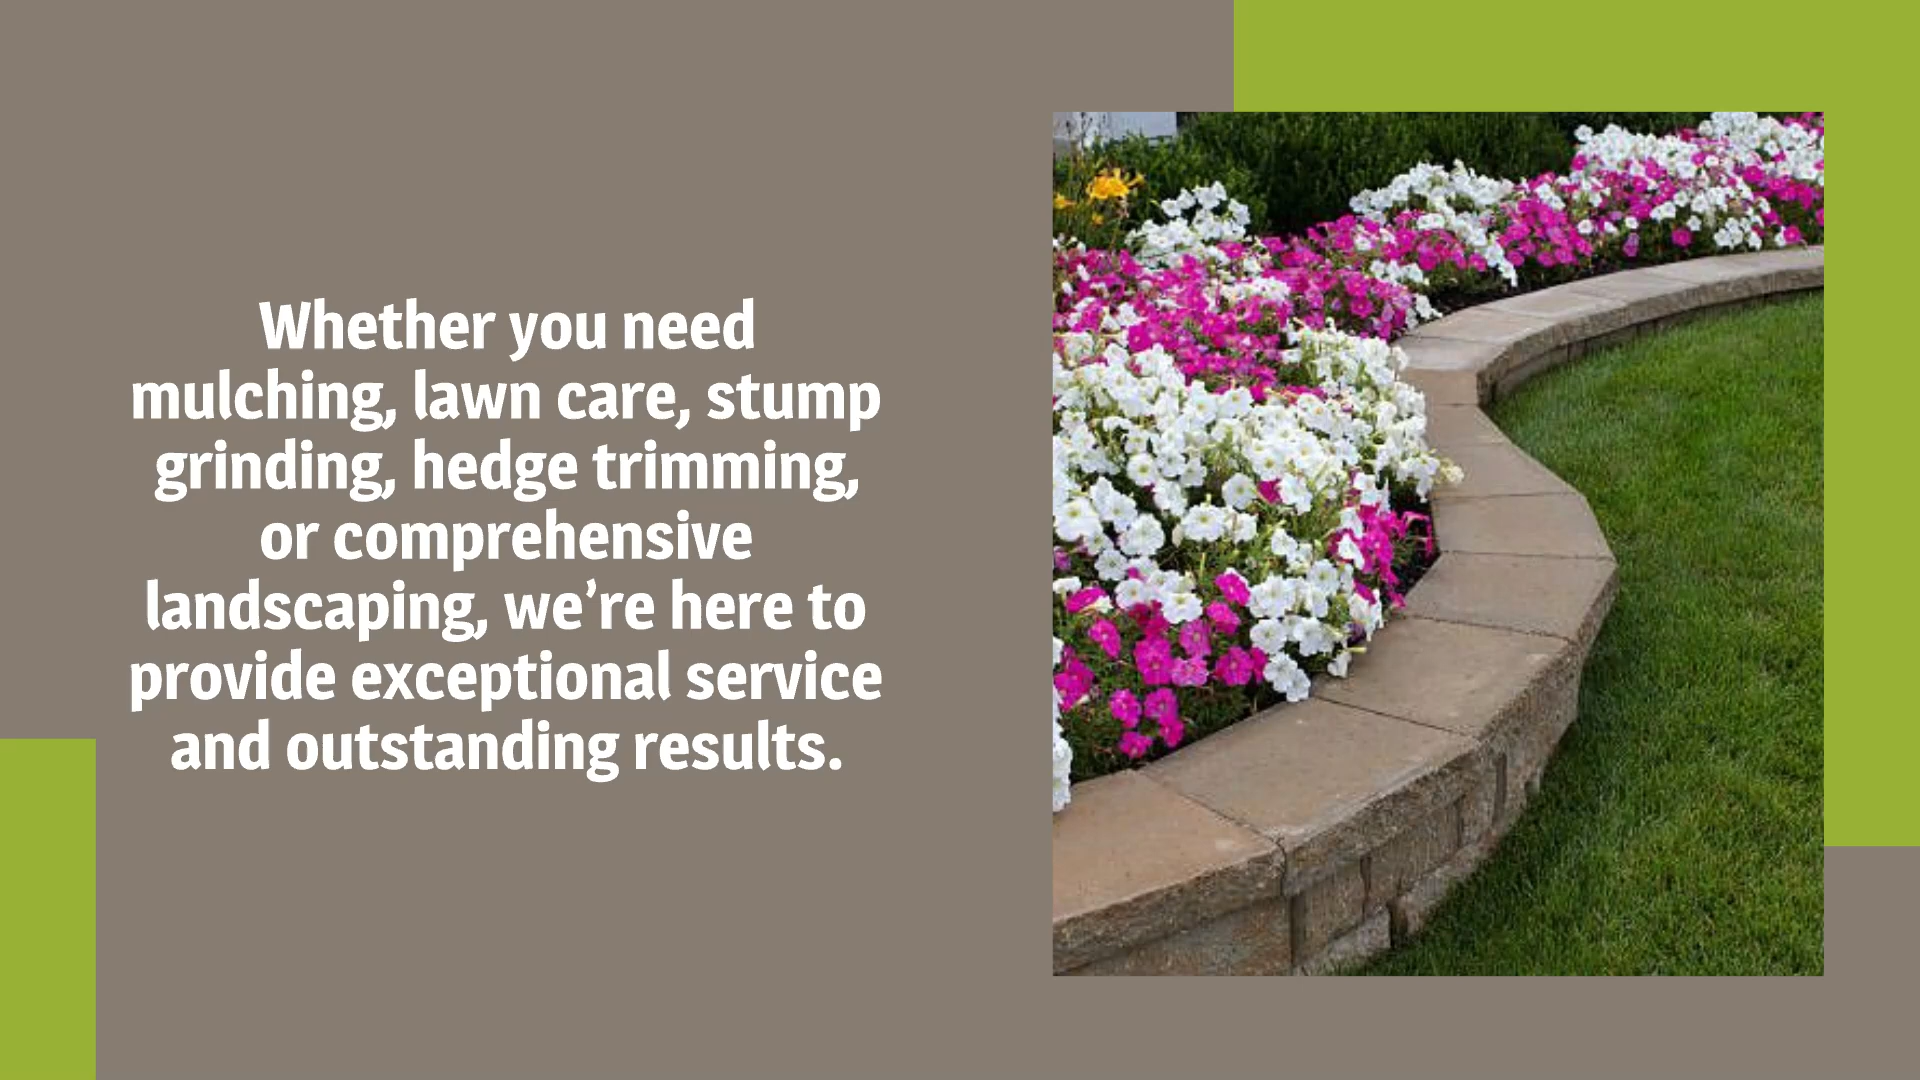 Whether you need
mulching, lawn care, stump
grinding, hedge trimming,
or comprehensive
landscaping, we’re here to
provide exceptional service
and outstanding results.